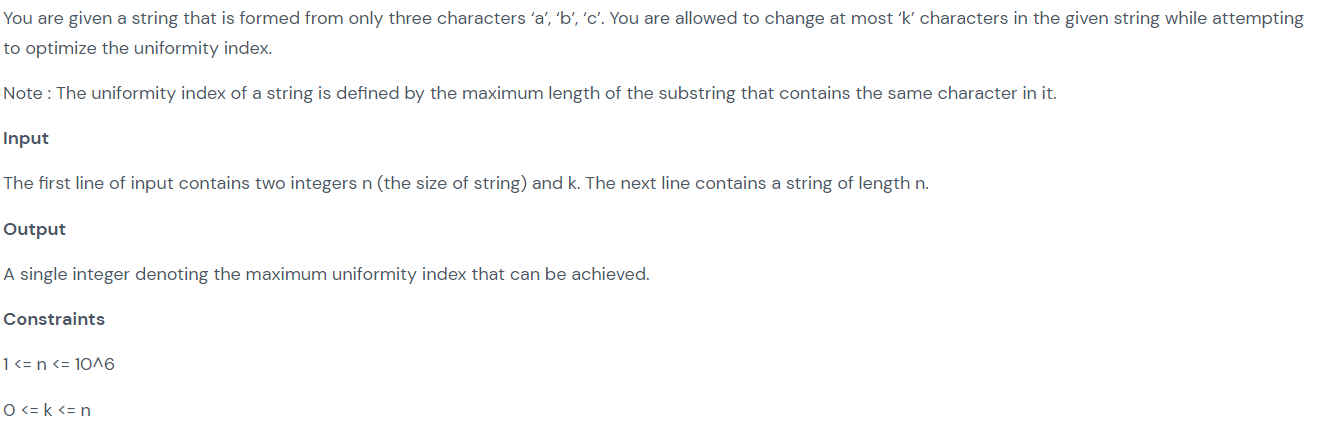 You are given a string that is formed from only three characters ‘a’, ‘b’, ‘c’. You are allowed to change at most ‘k’ characters in the given string while attempting
to optimize the uniformity index.
Note : The uniformity index of a string is defined by the maximum length of the substring that contains the same character in it.
Input
The first line of input contains two integers n (the size of string) and k. The next line contains a string of length n.
Output
A single integer denoting the maximum uniformity index that can be achieved.
Constraints
1 <= n <= 10^6
0 <= k <= n